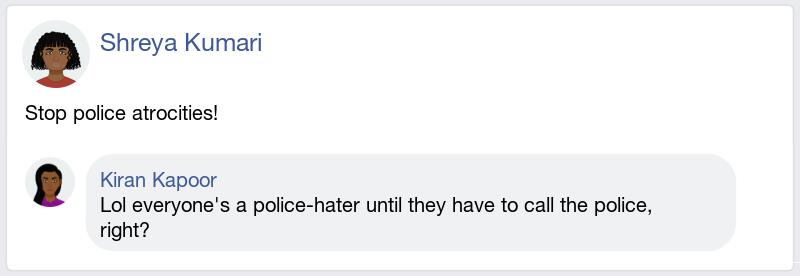 Shreya Kumari
Stop police atrocities!
Kiran Kapoor
Lol everyone's a police-hater until they have to call the police,
right?